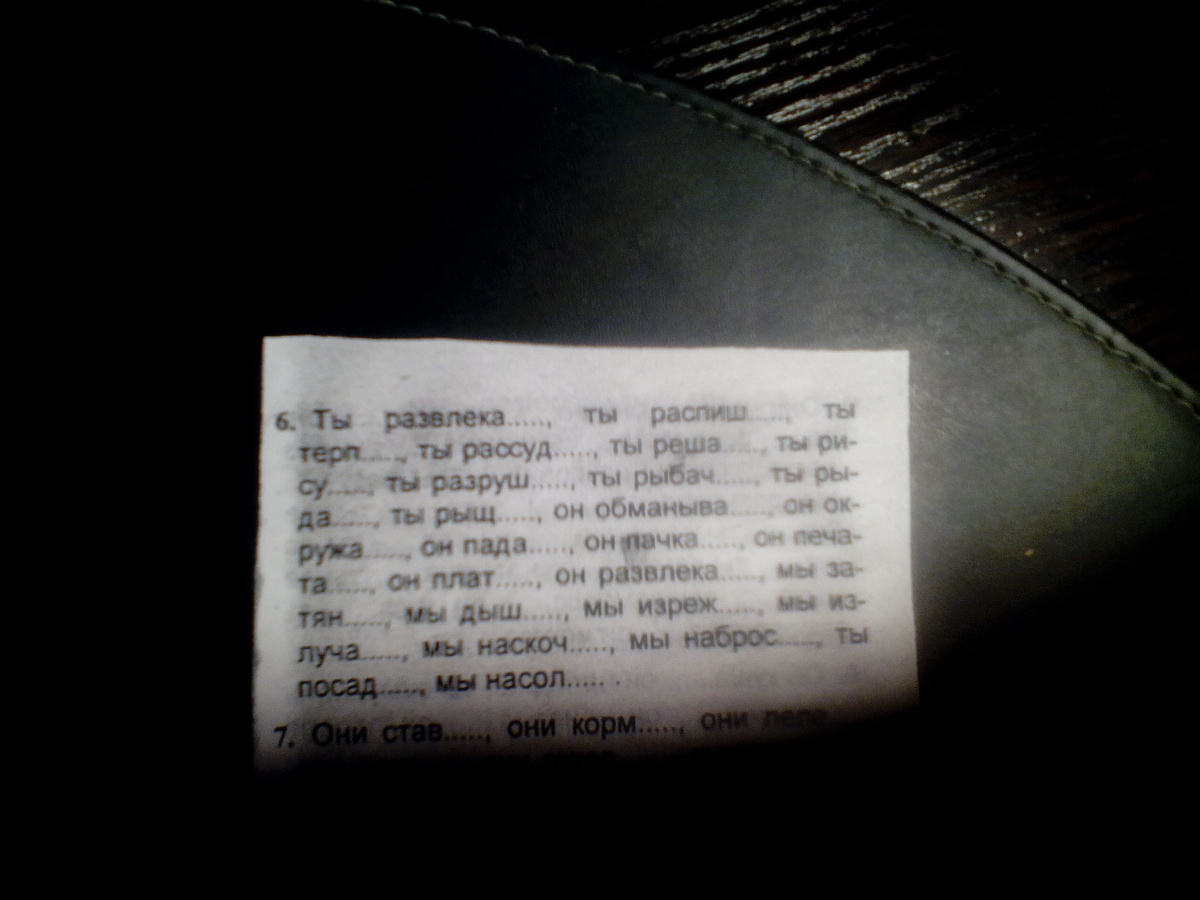 6. Ты развлека....., ты распиш....., ты
терп....., ты рассуд....., ты реша....., ты ри-
су....., ты разруш....., ты рыбач....., ты ры-
да....., ты рыщ....., он обманыва....., он ок-
ружа....., он пада....., он пачка....., он печа-
та....., он плат....., он развлека....., мы за-
тян....., мы дыш....., мы изреж....., мы из-
луча....., мы наскоч....., мы наброс....., ты
посад....., мы насол..... .
7. Они став....., они корм....., они